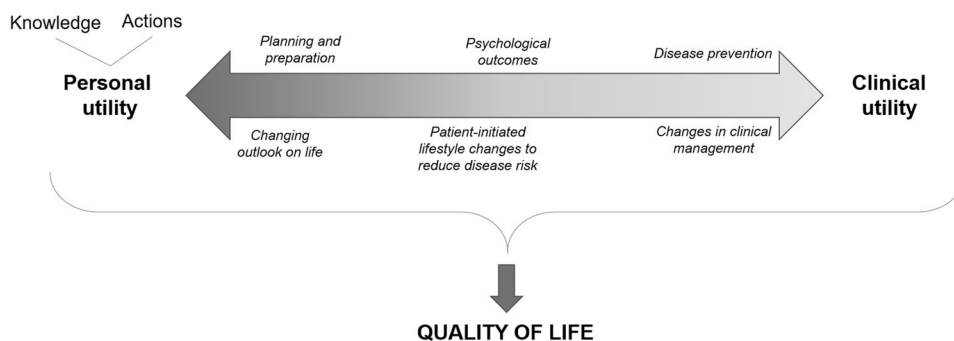 Knowledge Actions
Personal
utility
Planning and
preparation
Psychological
outcomes
Disease prevention
Clinical
utility
Changing
outlook on life
Patient-initiated
lifestyle changes to
reduce disease risk
Changes in clinical
management
QUALITY OF LIFE